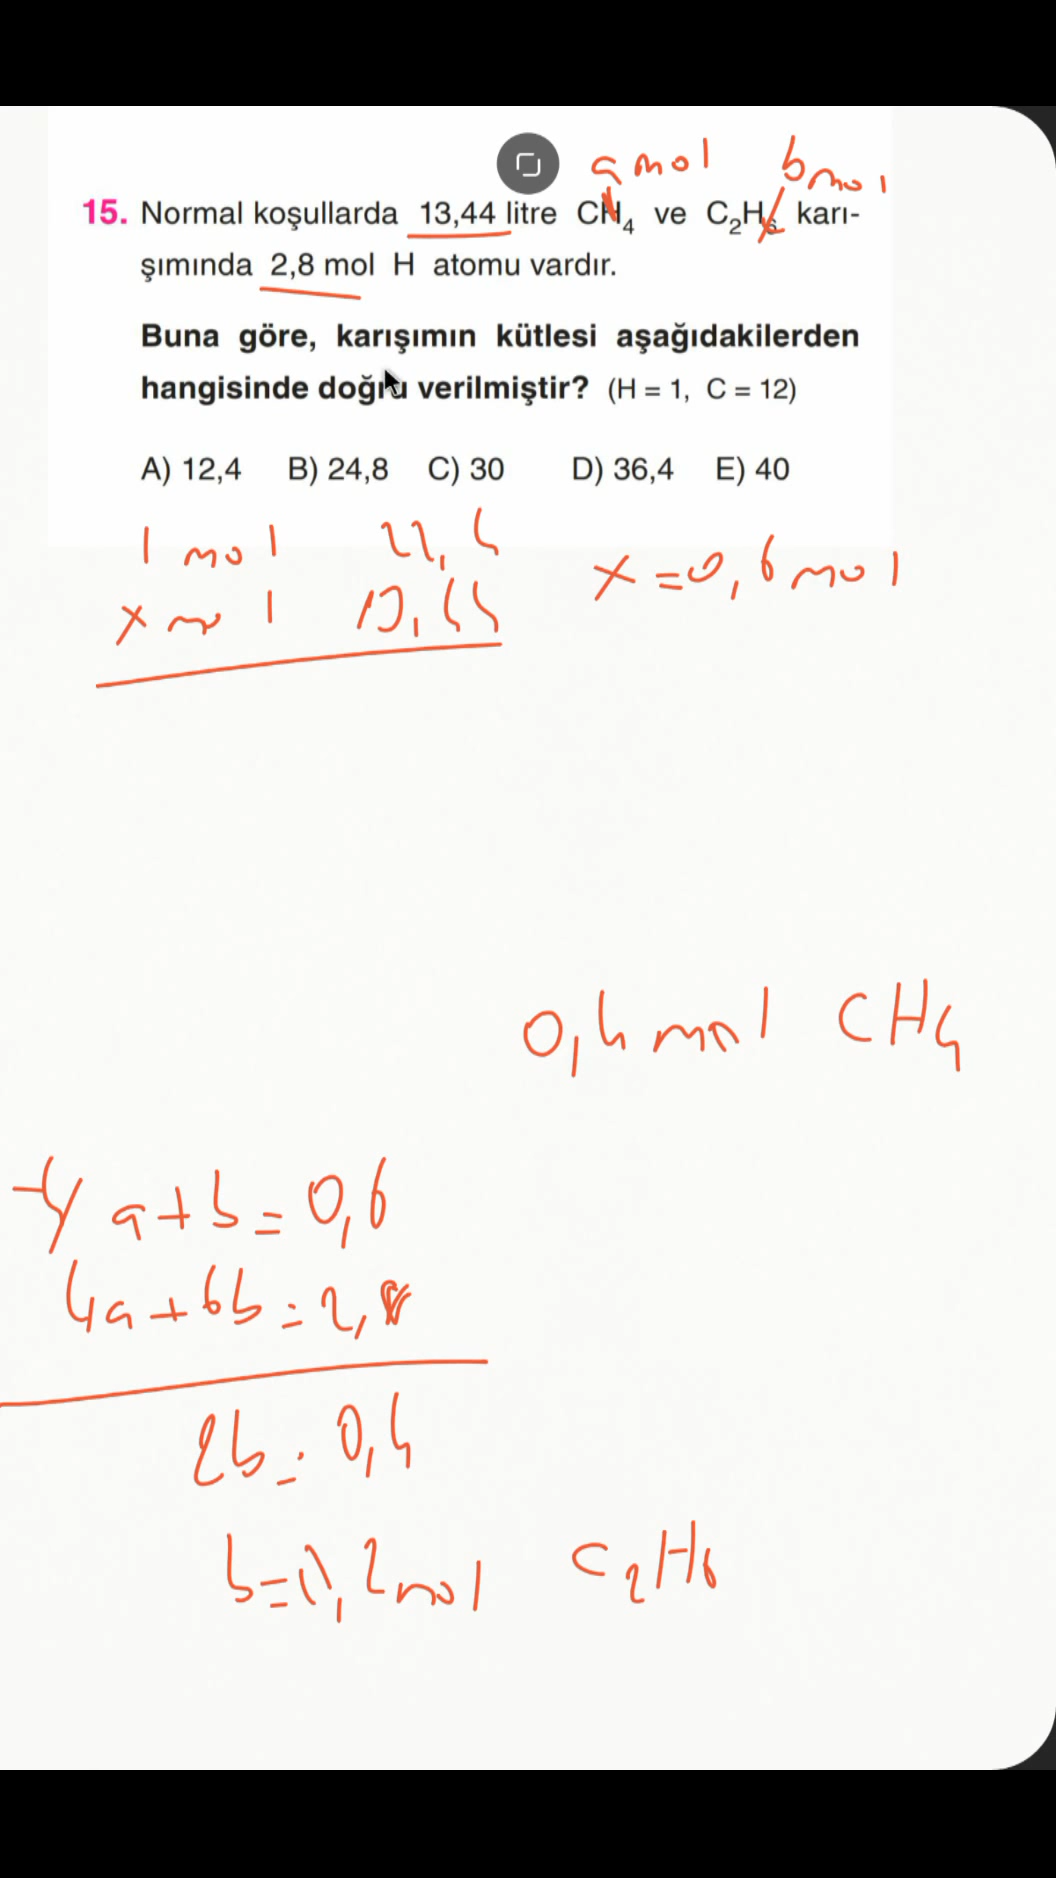 a mol b mol
15. Normal koşullarda 13,44 litre CH₄ ve C₂H₆ karı-
şımında 2,8 mol H atomu vardır.
Buna göre, karışımın kütlesi aşağıdakilerden
hangisinde doğru verilmiştir? (H = 1, C = 12)
A) 12,4 B) 24,8 C) 30 D) 36,4 E) 40
1 mol 22,4
x mol 13,44
x = 0,6 mol
0,4 mol CH4
-4/ a + b = 0,6
4a + 6b = 2,8
2b = 0,4
b = 0,2 mol C2H6